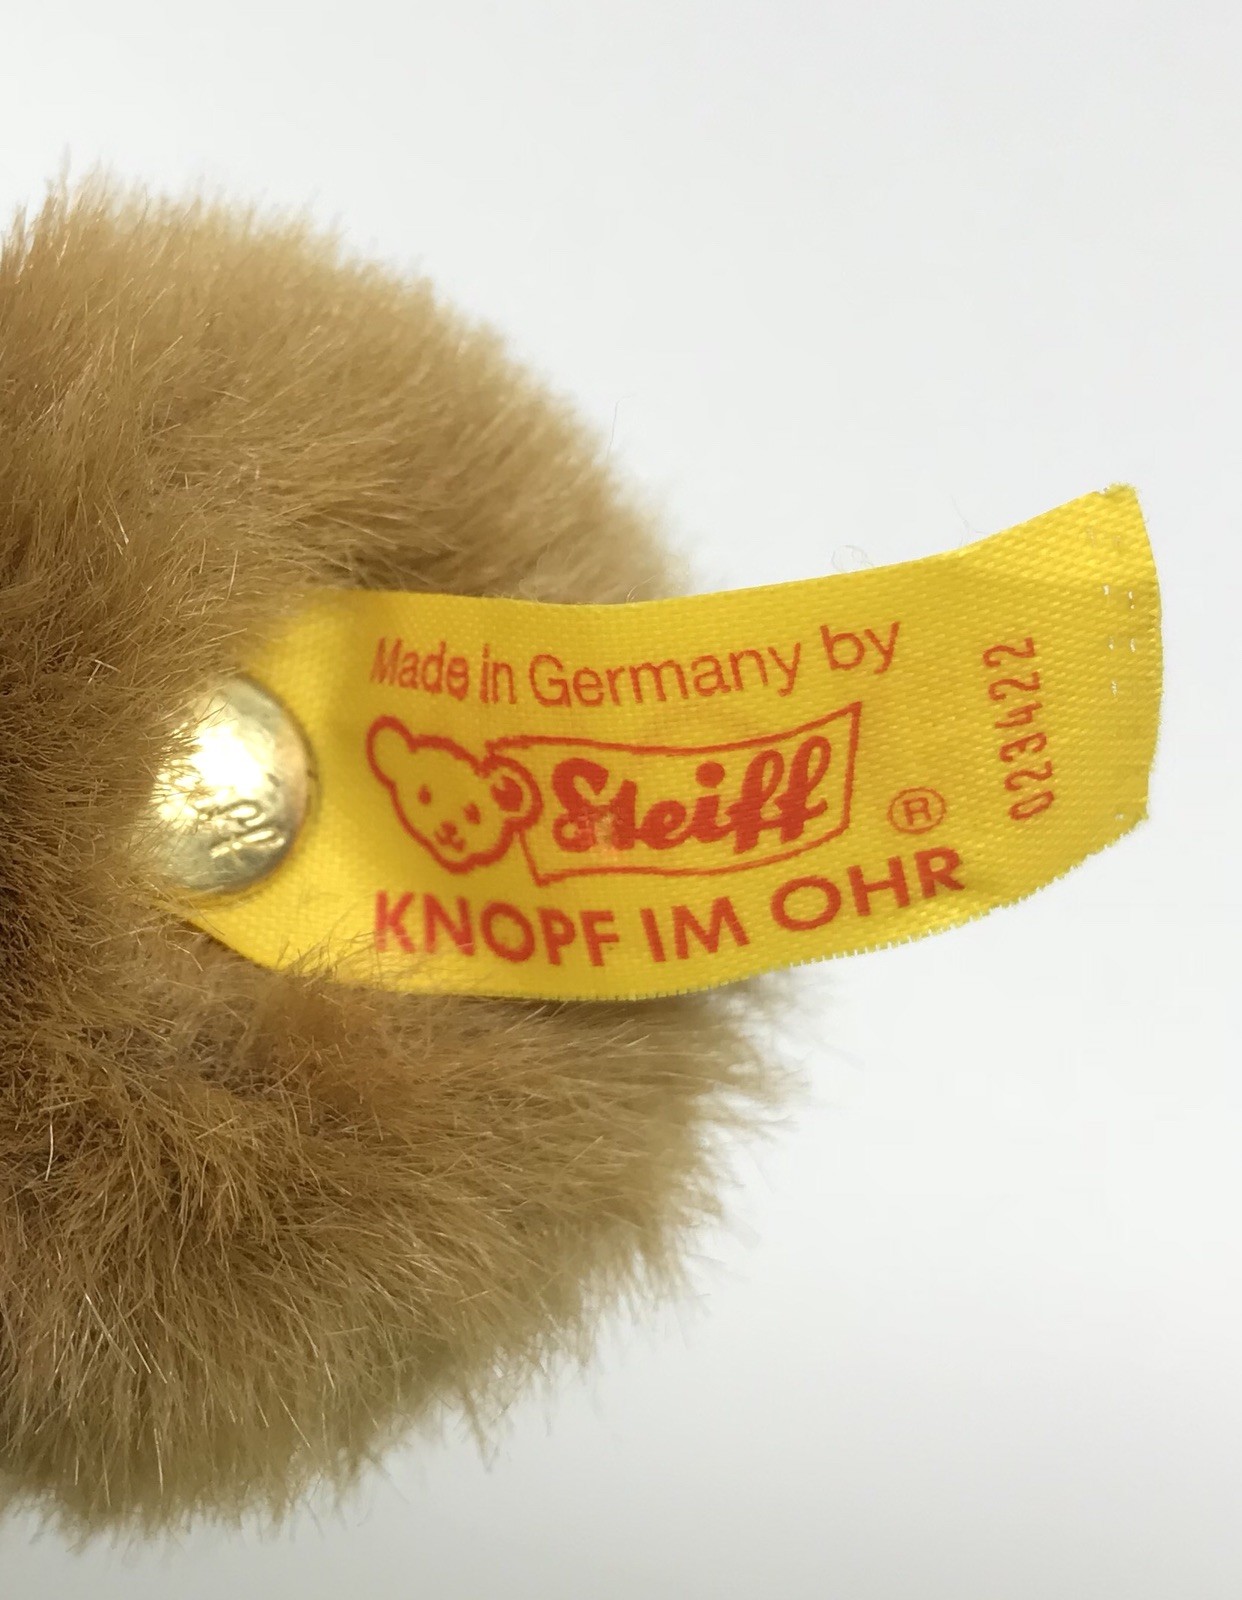 Made in Germany by
Steiff
®
KNOPF IM OHR
023422